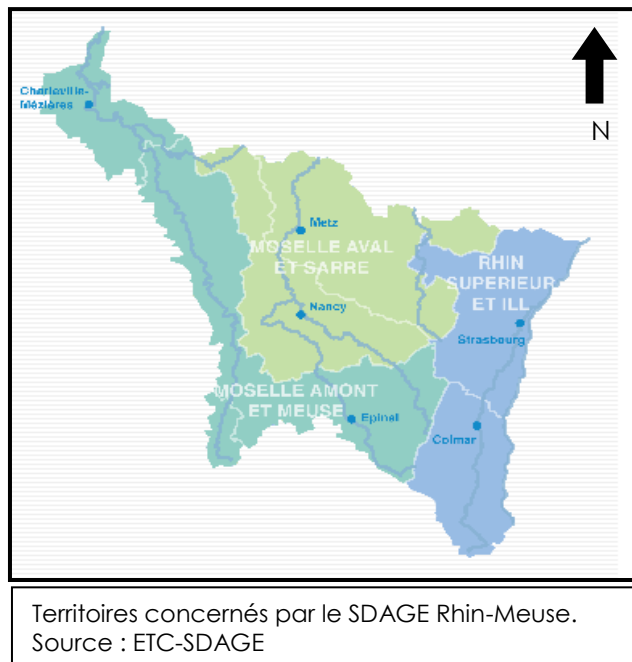 Charleville-
Mézières
N
Metz
MOSELLE AVAL
ET SARRE
RHIN
SUPERIEUR
ET ILL
Nancy
Strasbourg
MOSELLE AMONT
ET MEUSE
Epinal
Colmar
Territoires concernés par le SDAGE Rhin-Meuse.
Source : ETC-SDAGE